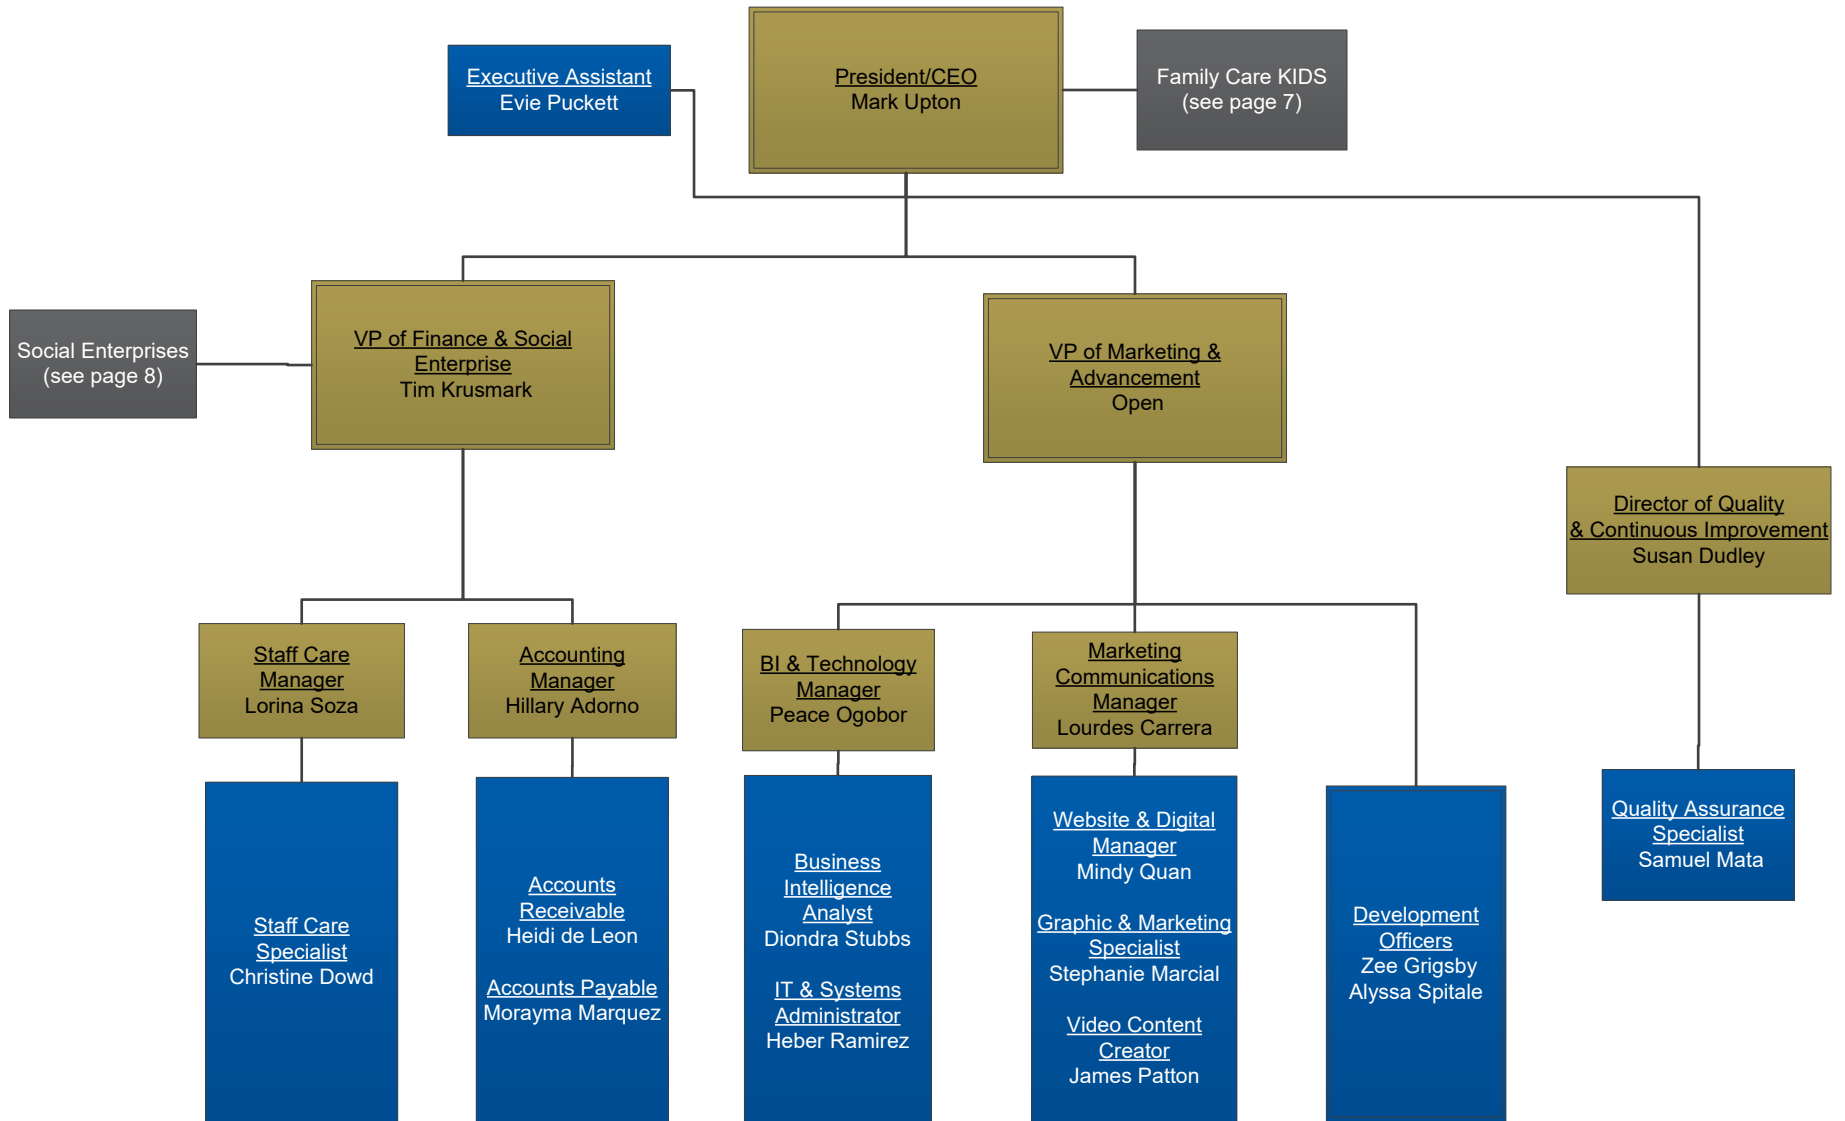 Executive Assistant
Evie Puckett
President/CEO
Mark Upton
Family Care KIDS
(see page 7)
Social Enterprises
(see page 8)
VP of Finance & Social
Enterprise
Tim Krusmark
VP of Marketing &
Advancement
Open
Director of Quality
& Continuous Improvement
Susan Dudley
Staff Care
Manager
Lorina Soza
Accounting
Manager
Hillary Adorno
BI & Technology
Manager
Peace Ogobor
Marketing
Communications
Manager
Lourdes Carrera
Staff Care
Specialist
Christine Dowd
Accounts
Receivable
Heidi de Leon
Accounts Payable
Morayma Marquez
Business
Intelligence
Analyst
Diondra Stubbs
IT & Systems
Administrator
Heber Ramirez
Website & Digital
Manager
Mindy Quan
Graphic & Marketing
Specialist
Stephanie Marcial
Video Content
Creator
James Patton
Development
Officers
Zee Grigsby
Alyssa Spitale
Quality Assurance
Specialist
Samuel Mata